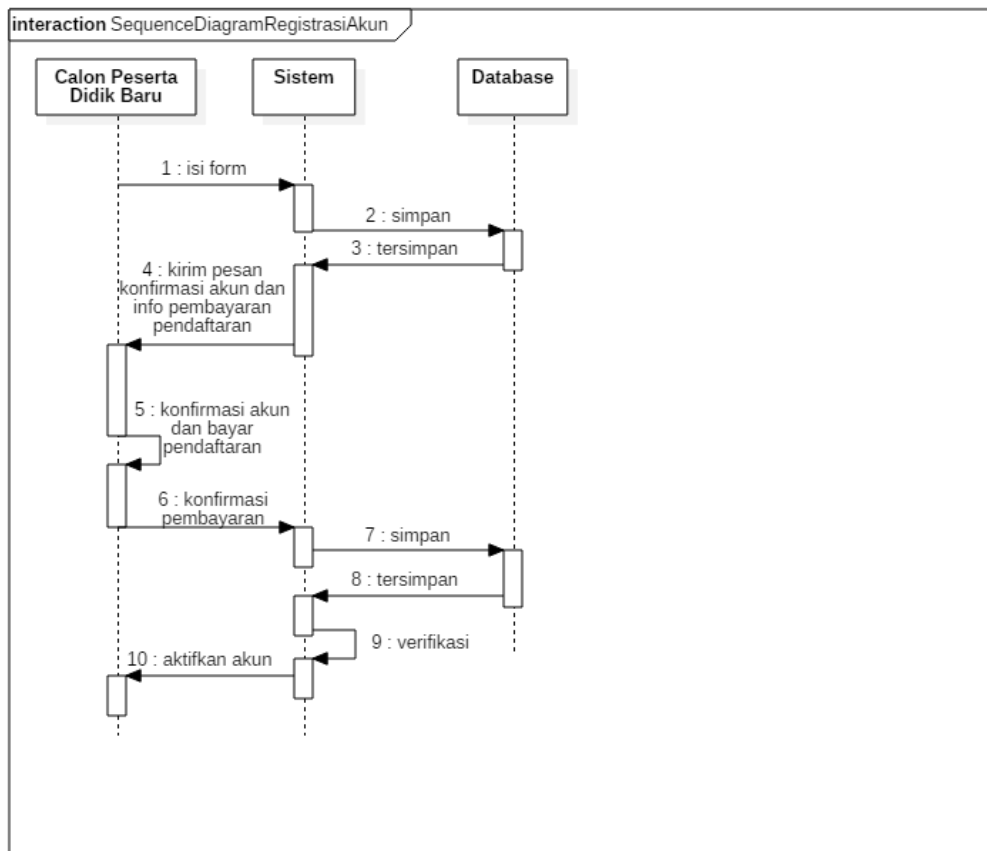 interaction SequenceDiagramRegistrasiAkun
Calon Peserta
Didik Baru
Sistem
Database
1 : isi form
2 : simpan
3 : tersimpan
4 : kirim pesan
konfirmasi akun dan
info pembayaran
pendaftaran
5 : konfirmasi akun
dan bayar
pendaftaran
6 : konfirmasi
pembayaran
7 : simpan
8 : tersimpan
9 : verifikasi
10 : aktifkan akun